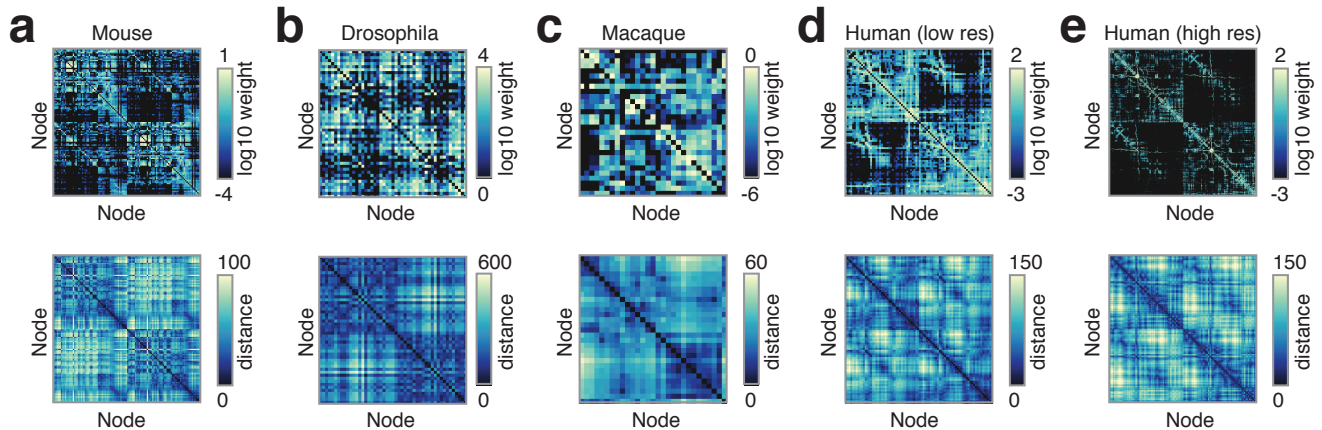 a
Mouse
Node
Node
1
log10 weight
-4
b
Drosophila
Node
Node
4
log10 weight
0
c
Macaque
Node
Node
0
log10 weight
-6
d
Human (low res)
Node
Node
2
log10 weight
-3
e
Human (high res)
Node
Node
2
log10 weight
-3
Node
Node
100
distance
0
Node
Node
600
distance
0
Node
Node
60
distance
0
Node
Node
150
distance
0
Node
Node
150
distance
0